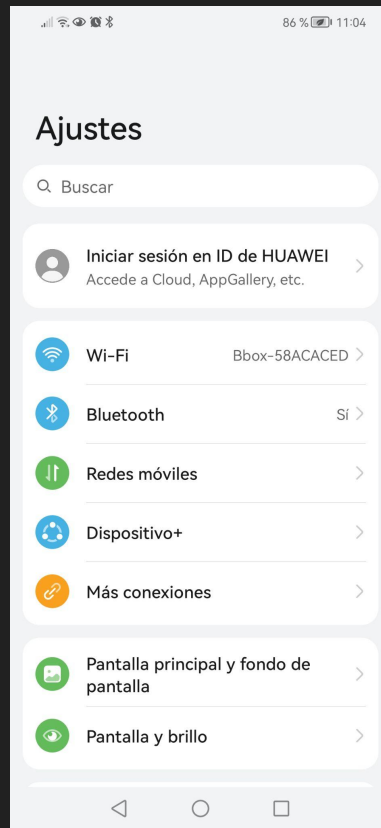 86 % 11:04
Ajustes
Buscar
Iniciar sesión en ID de HUAWEI
Accede a Cloud, AppGallery, etc.
Wi-Fi Bbox-58ACACED
Bluetooth Sí
Redes móviles
Dispositivo+
Más conexiones
Pantalla principal y fondo de
pantalla
Pantalla y brillo